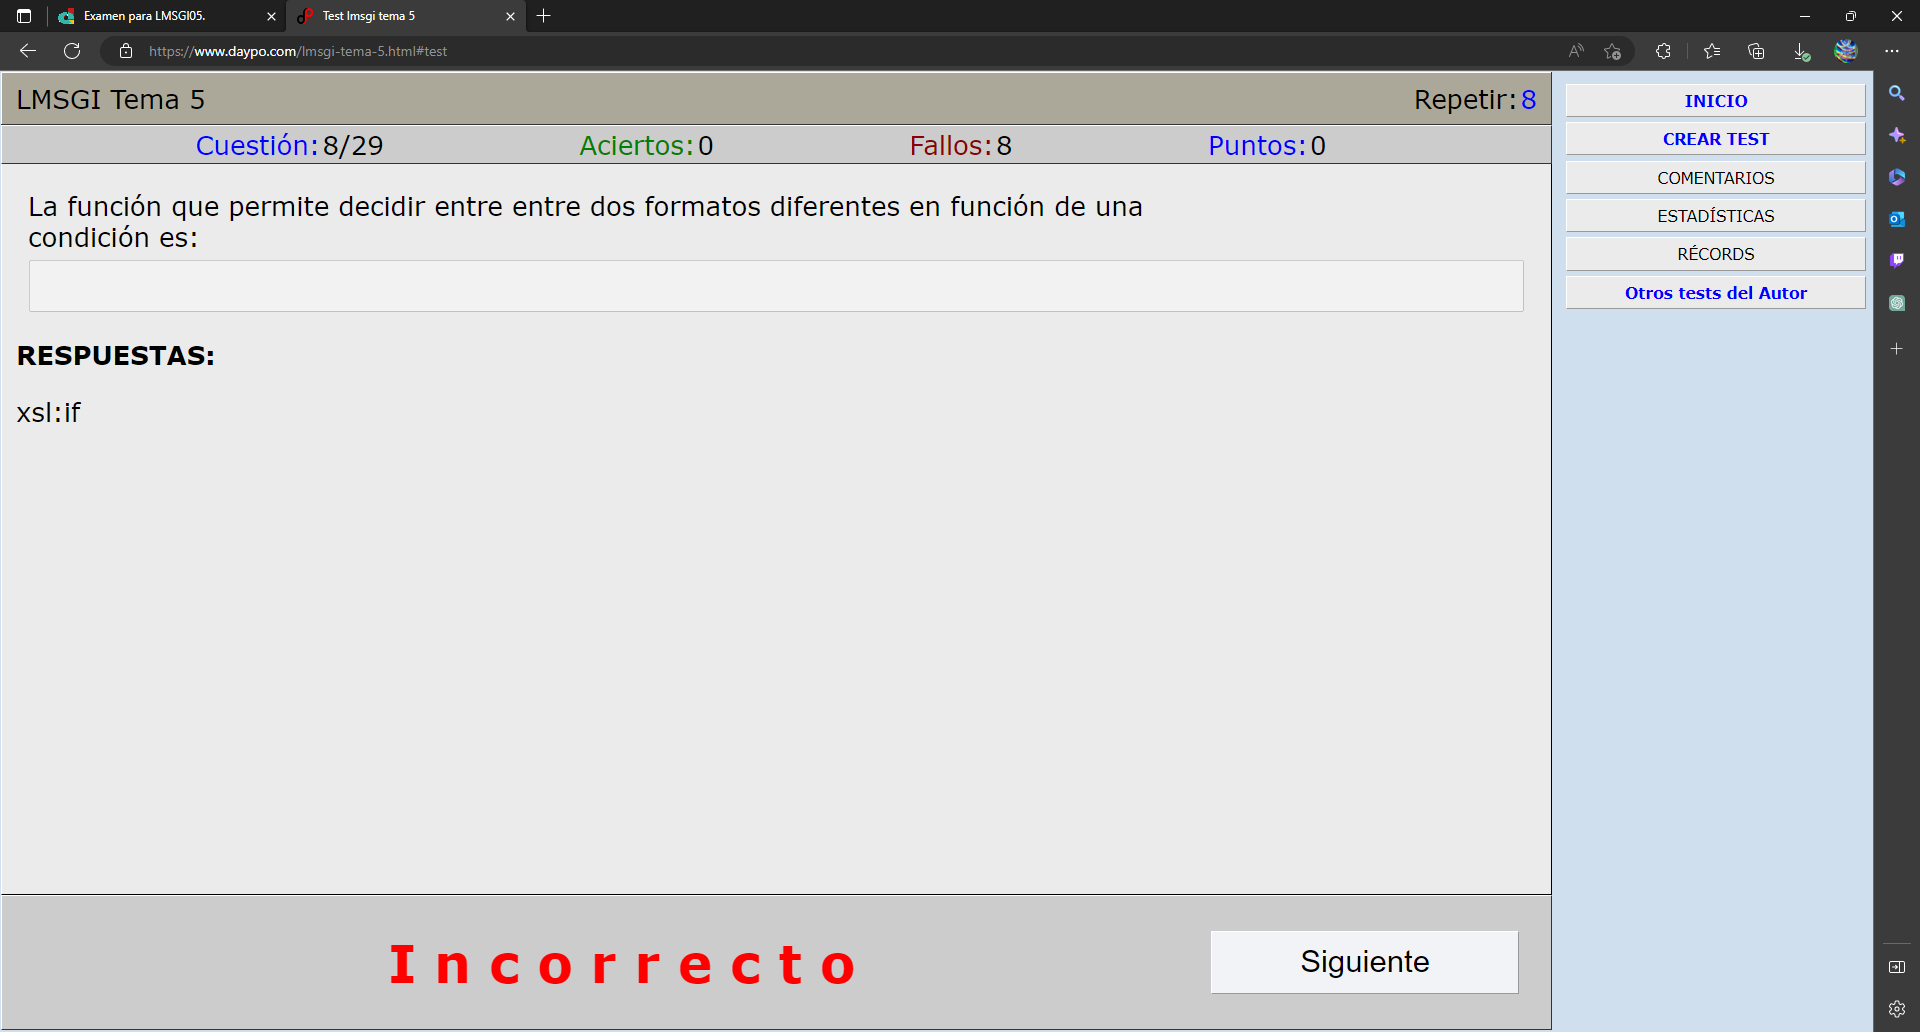 Examen para LMSGI05.
Test lmsgi tema 5
https://www.daypo.com/lmsgi-tema-5.html#test
LMSGI Tema 5
Repetir:8
Cuestión:8/29
Aciertos:0
Fallos:8
Puntos:0
La función que permite decidir entre entre dos formatos diferentes en función de una
condición es:
RESPUESTAS:
xsl:if
Incorrecto
Siguiente
INICIO
CREAR TEST
COMENTARIOS
ESTADÍSTICAS
RÉCORDS
Otros tests del Autor